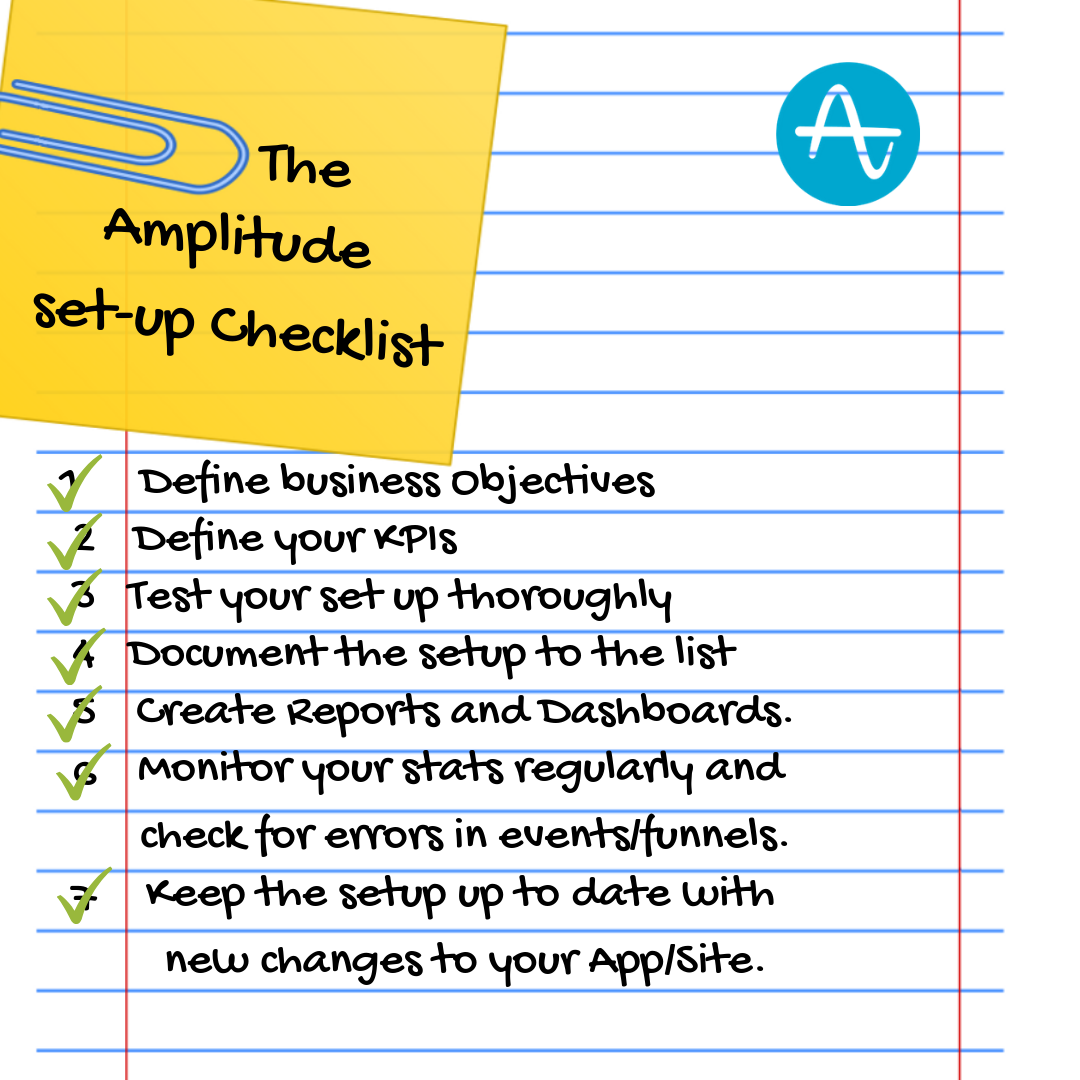 The
Amplitude
set-up Checklist
1 Define business Objectives
2 Define your KPIs
3 Test your set up thoroughly
4 Document the setup to the list
5 Create Reports and Dashboards.
6 Monitor your stats regularly and
check for errors in events/funnels.
7 Keep the setup up to date with
new changes to your App/Site.